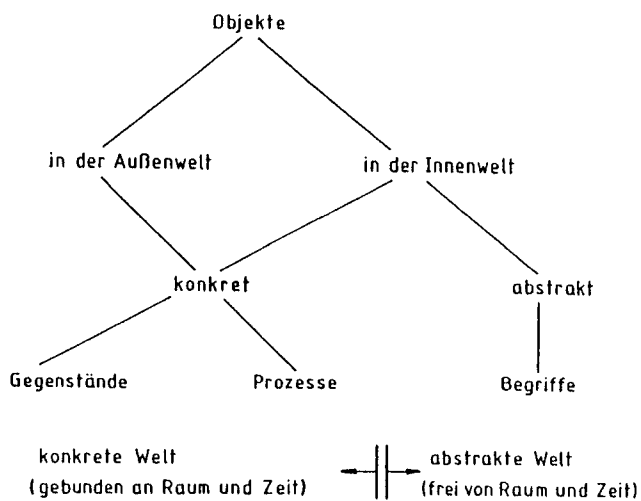 Objekte
in der Außenwelt
in der Innenwelt
konkret
abstrakt
Gegenstände
Prozesse
Begriffe
konkrete Welt
(gebunden an Raum und Zeit)
abstrakte Welt
(frei von Raum und Zeit)